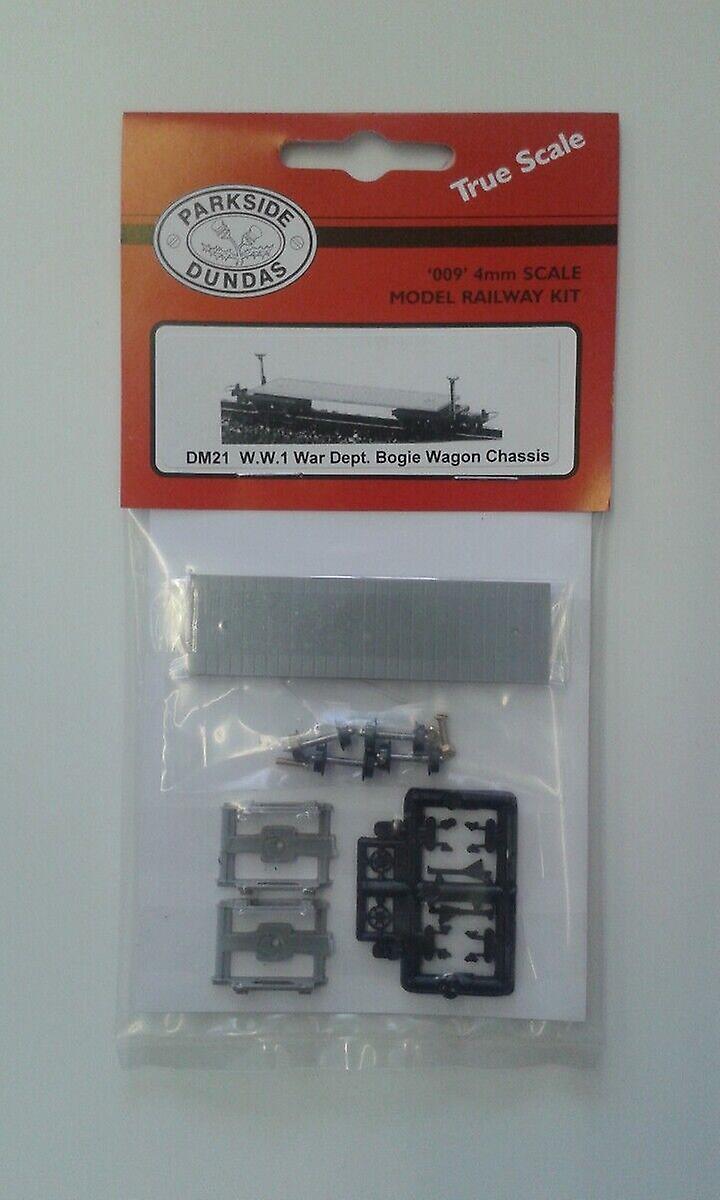 True Scale
PARKSIDE
DUNDAS
'009' 4mm SCALE
MODEL RAILWAY KIT
DM21 W.W.1 War Dept. Bogie Wagon Chassis